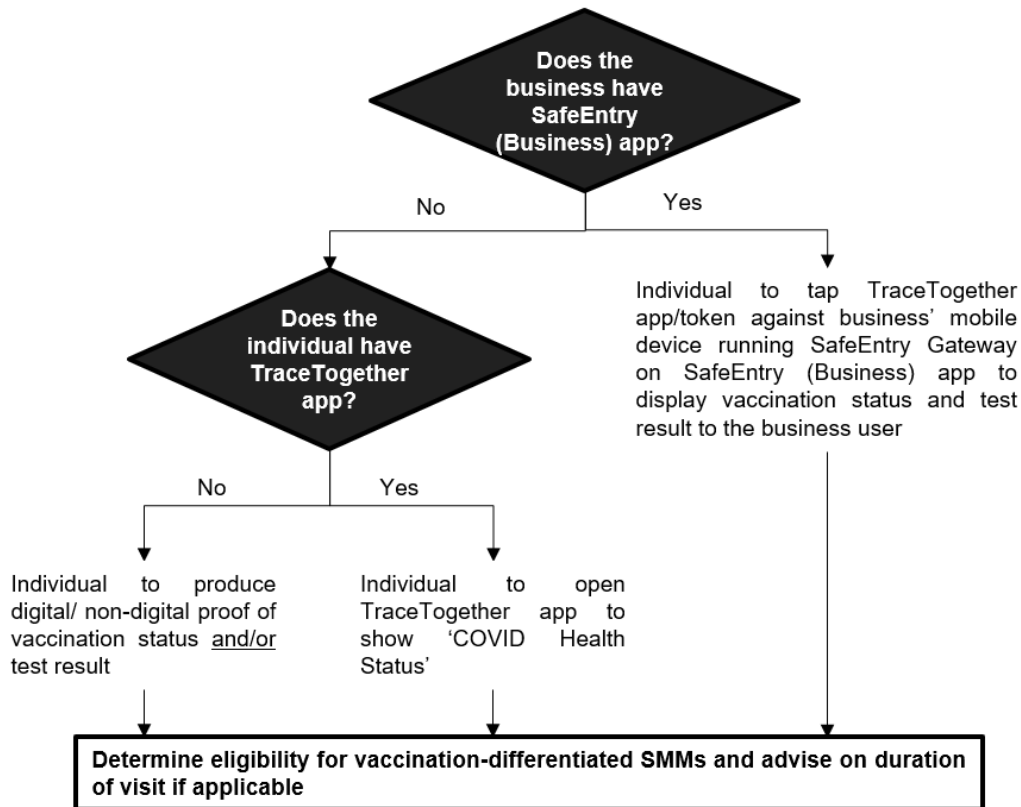 Does the
business have
SafeEntry
(Business) app?
No
Yes
Does the
individual have
TraceTogether
app?
Individual to tap TraceTogether
app/token against business’ mobile
device running SafeEntry Gateway
on SafeEntry (Business) app to
display vaccination status and test
result to the business user
No
Yes
Individual to produce
digital/ non-digital proof of
vaccination status and/or
test result
Individual to open
TraceTogether app to
show ‘COVID Health
Status’
Determine eligibility for vaccination-differentiated SMMs and advise on duration
of visit if applicable